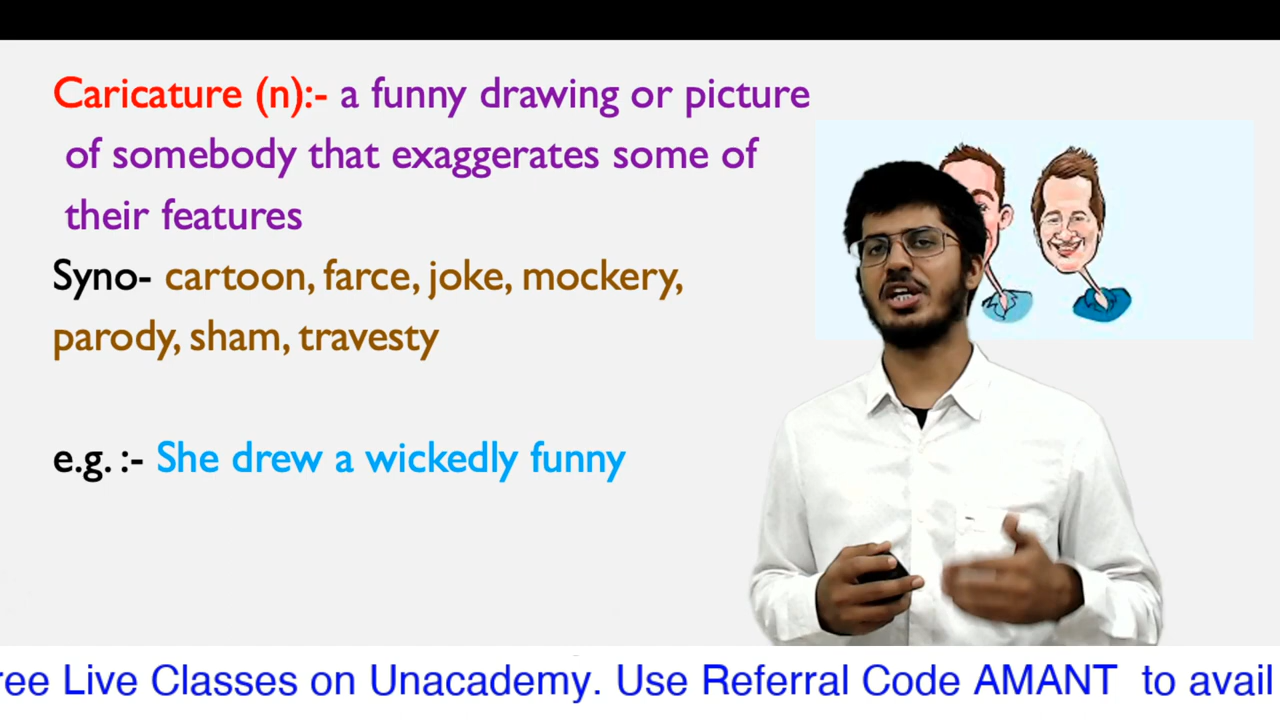 Caricature (n):- a funny drawing or picture
of somebody that exaggerates some of
their features
Syno- cartoon, farce, joke, mockery,
parody, sham, travesty
e.g. :- She drew a wickedly funny
ree Live Classes on Unacademy. Use Referral Code AMANT to avail